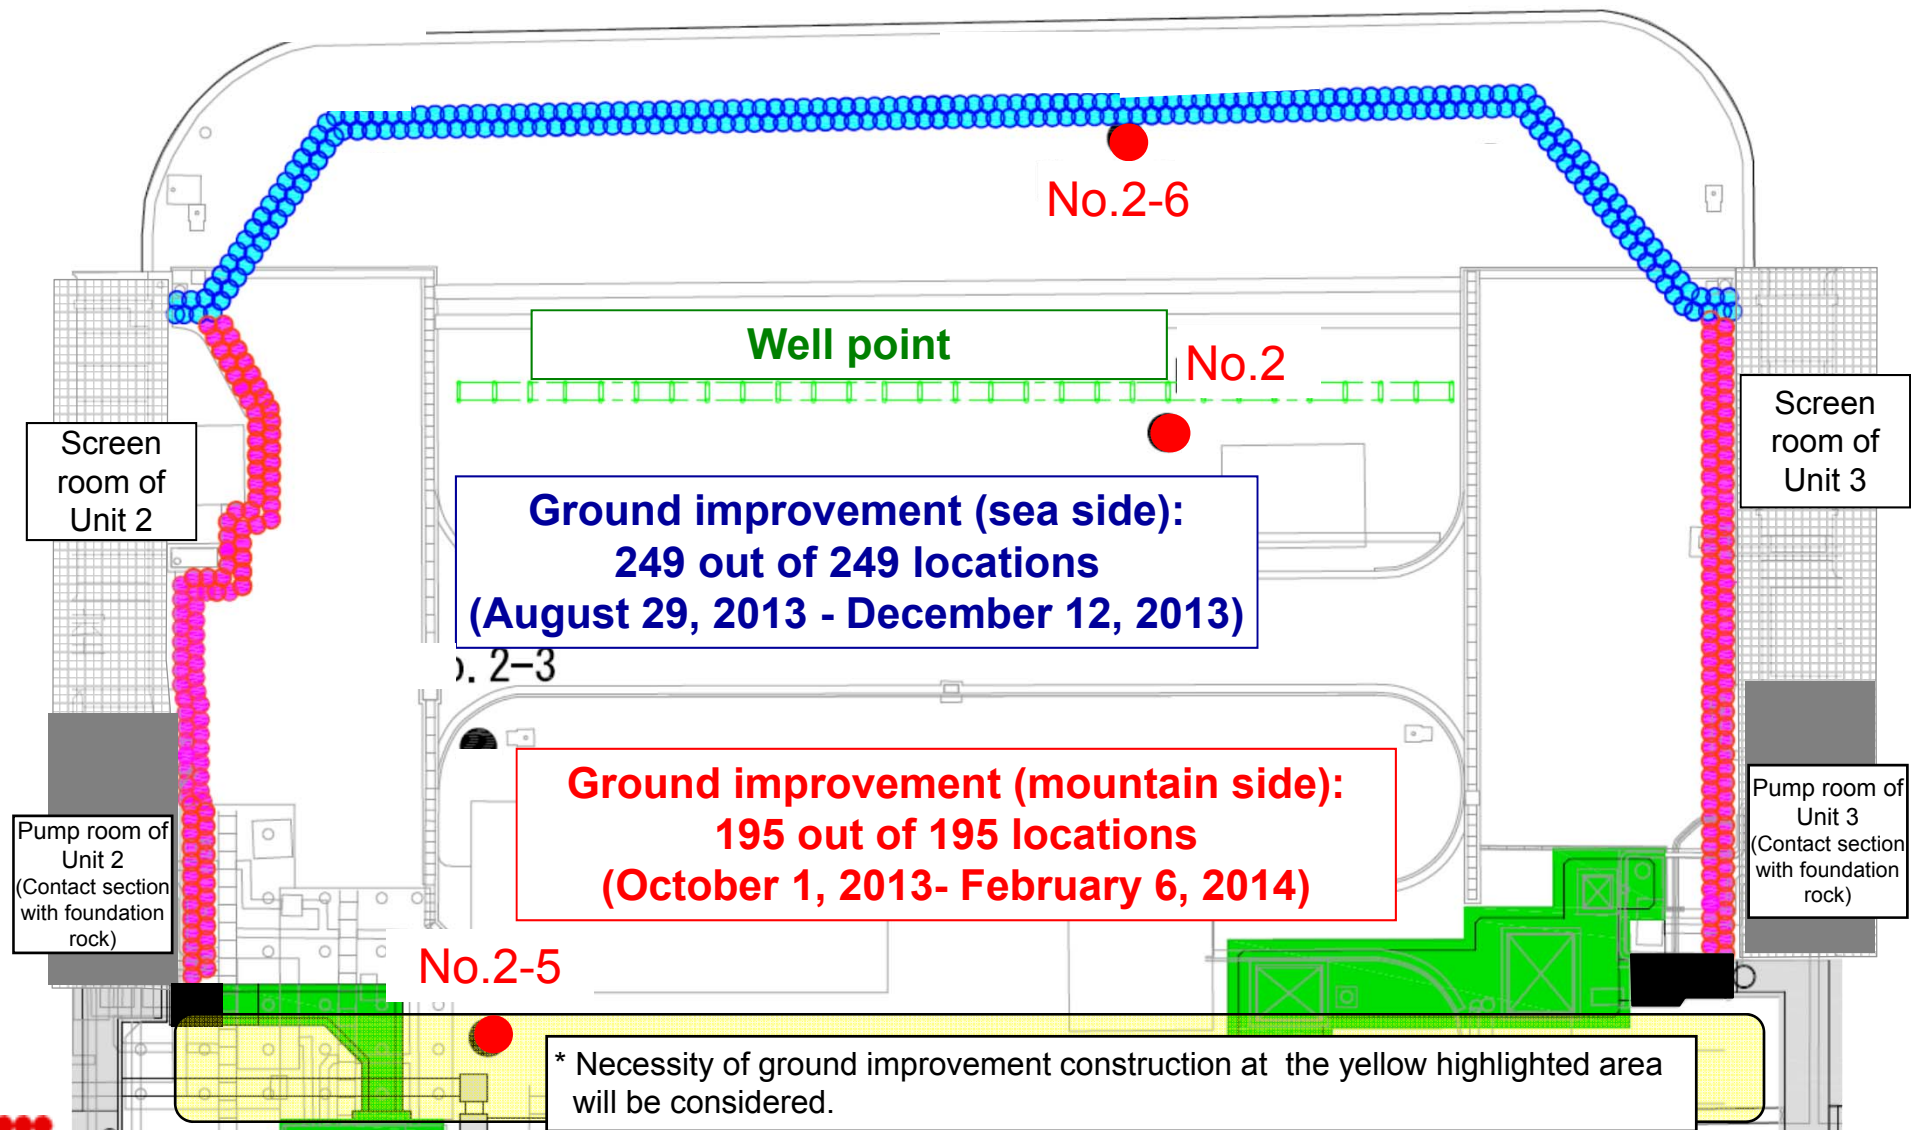 No.2-6
Well point
No.2
Screen
room of
Unit 2
Screen
room of
Unit 3
Ground improvement (sea side):
249 out of 249 locations
(August 29, 2013 - December 12, 2013)
. 2-3
Ground improvement (mountain side):
195 out of 195 locations
(October 1, 2013- February 6, 2014)
Pump room of
Unit 2
(Contact section
with foundation
rock)
Pump room of
Unit 3
(Contact section
with foundation
rock)
No.2-5
* Necessity of ground improvement construction at the yellow highlighted area
will be considered.